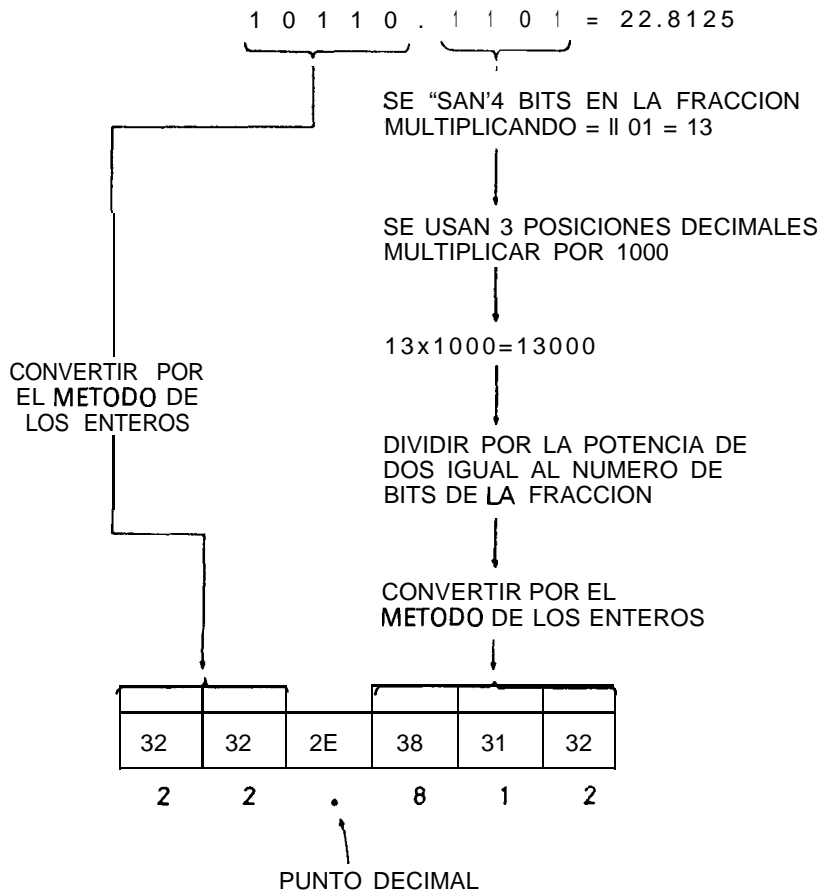 1 0 1 1 0 . 1 1 0 1 = 22.8125
SE “SAN’4 BITS EN LA FRACCION
MULTIPLICANDO = ll 01 = 13
SE USAN 3 POSICIONES DECIMALES
MULTIPLICAR POR 1000
13x1000=13000
CONVERTIR POR
EL METODO DE
LOS ENTEROS
DIVIDIR POR LA POTENCIA DE
DOS IGUAL AL NUMERO DE
BITS DE LA FRACCION
CONVERTIR POR EL
METODO DE LOS ENTEROS
32 32 2E 38 31 32
2 2 . 8 1 2
PUNTO DECIMAL